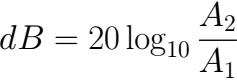 dB = 20 log₁₀ A₂/A₁